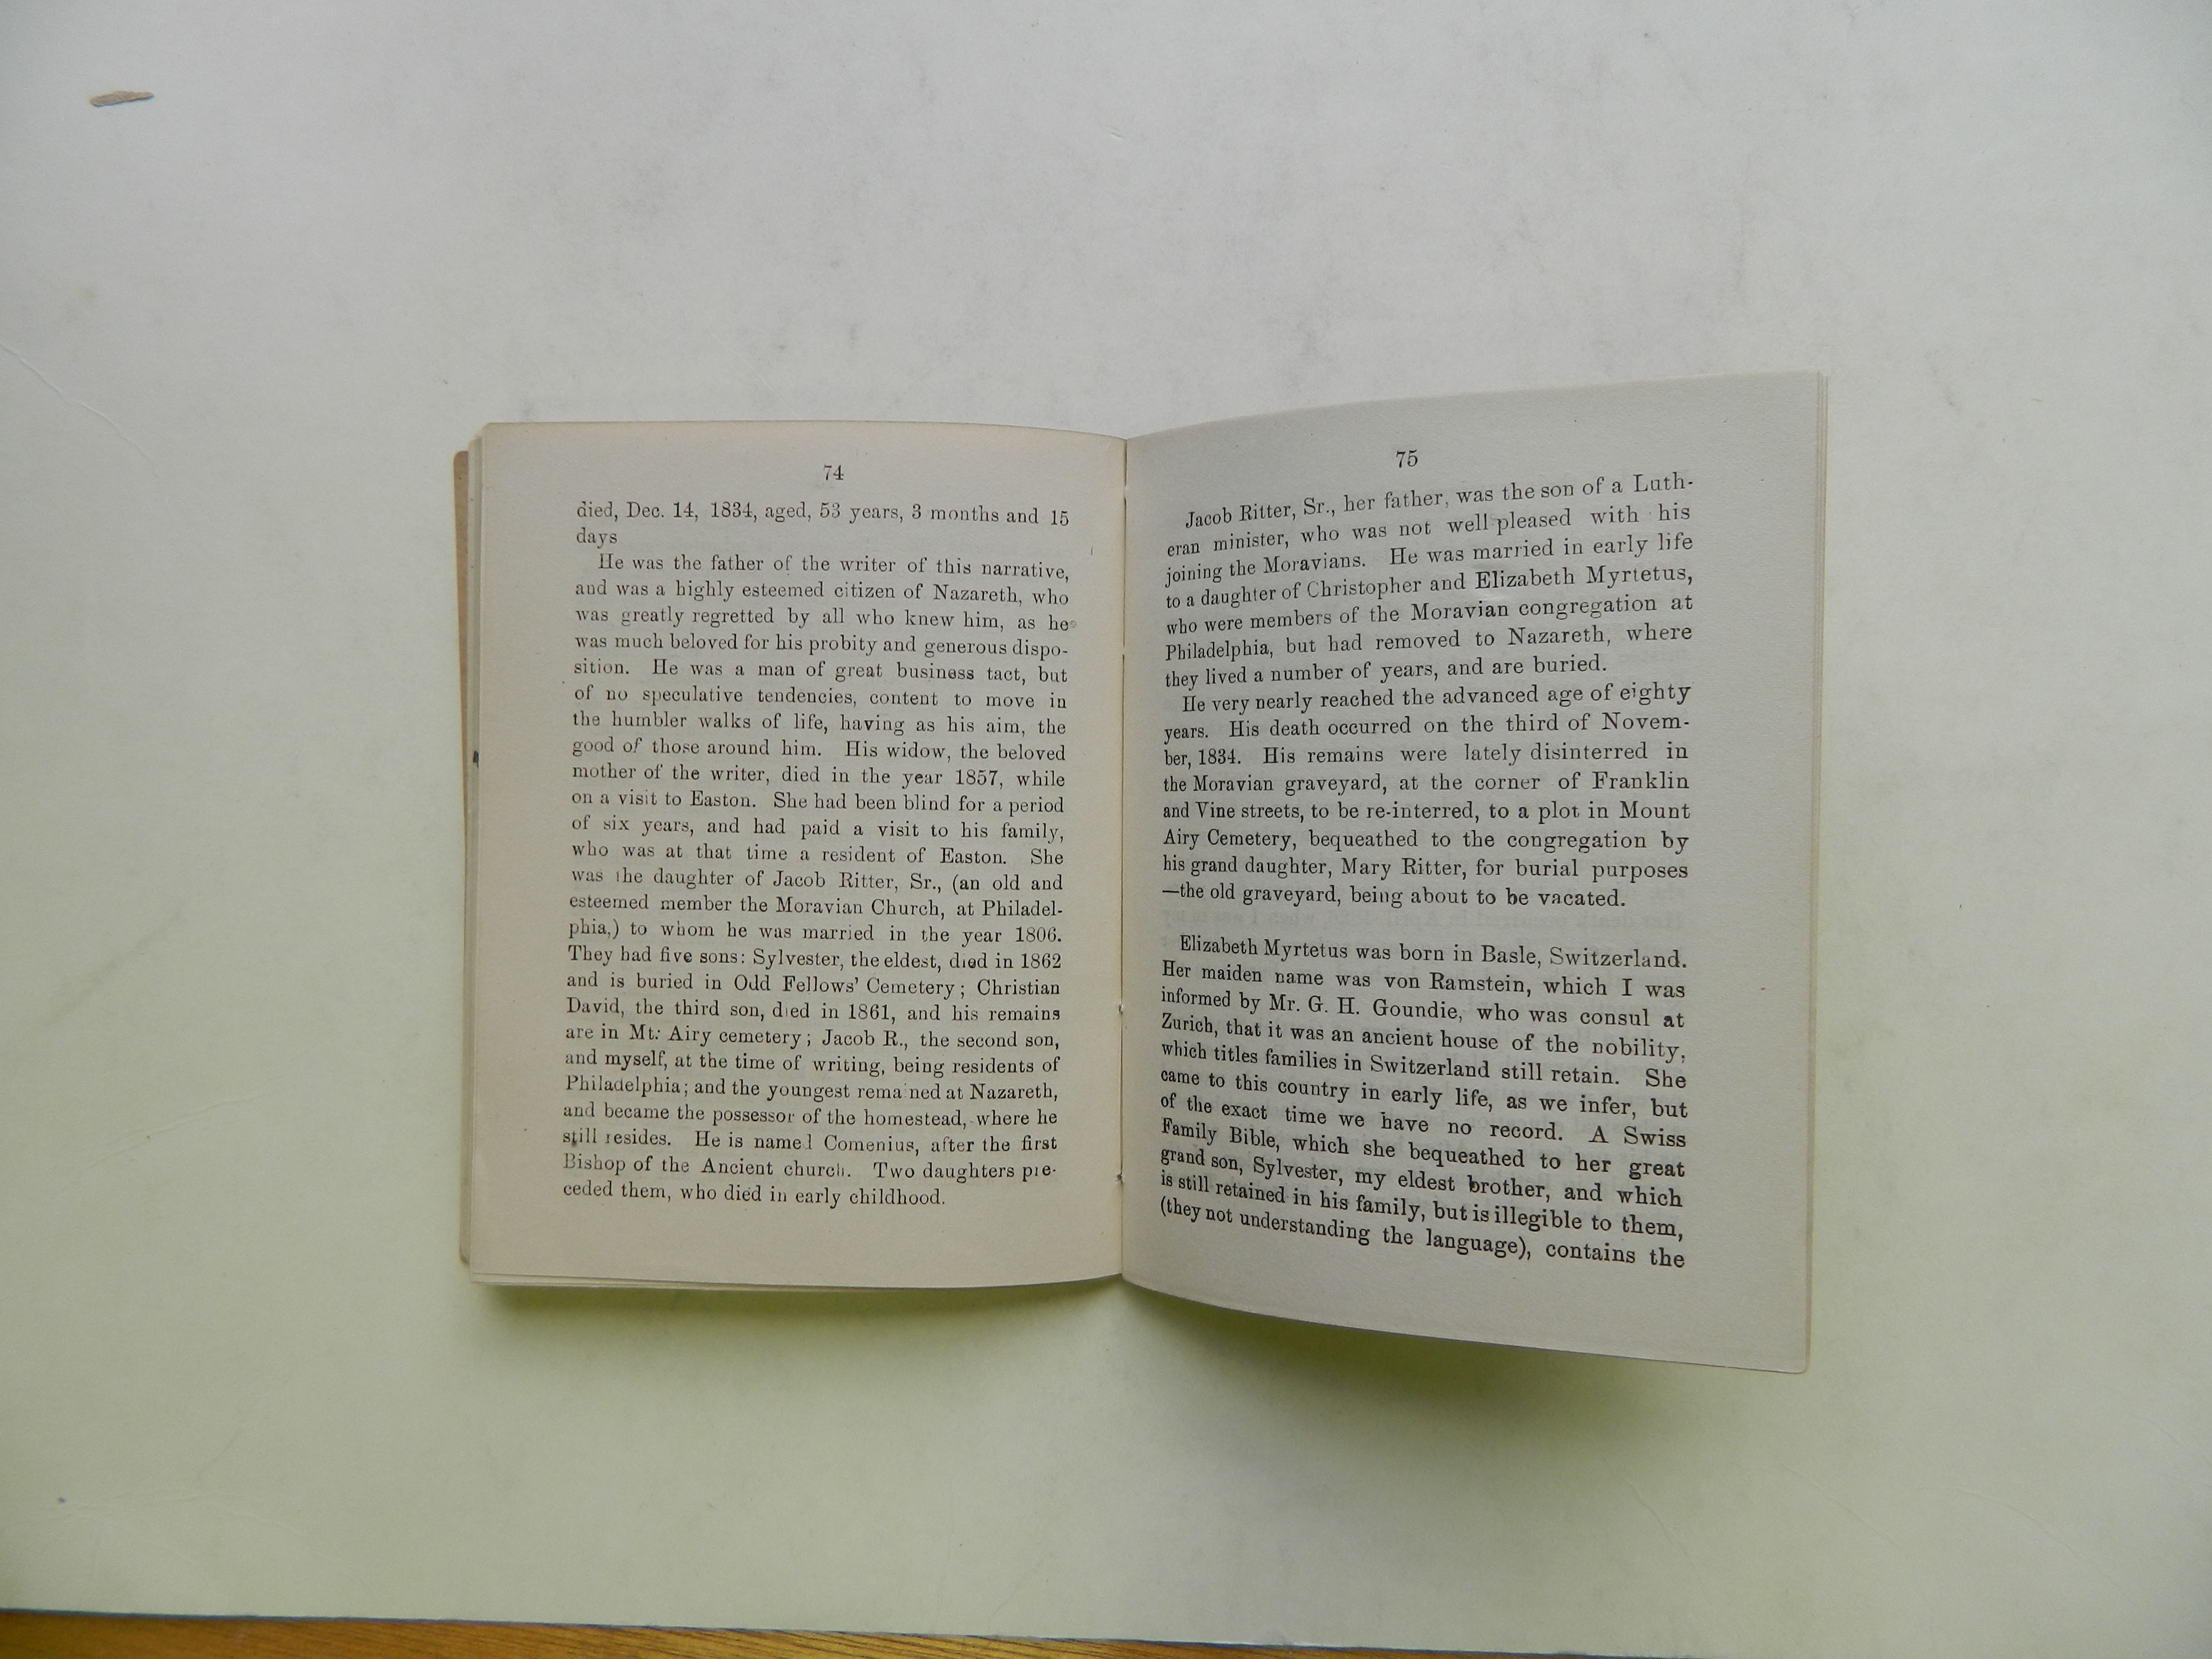 74
died, Dec. 14, 1834, aged, 53 years, 3 months and 15
days
He was the father of the writer of this narrative,
and was a highly esteemed citizen of Nazareth, who
was greatly regretted by all who knew him, as he
was much beloved for his probity and generous dispo-
sition. He was a man of great business tact, but
of no speculative tendencies, content to move in
the humbler walks of life, having as his aim, the
good of those around him. His widow, the beloved
mother of the writer, died in the year 1857, while
on a visit to Easton. She had been blind for a period
of six years, and had paid a visit to his family,
who was at that time a resident of Easton. She
was the daughter of Jacob Ritter, Sr., (an old and
esteemed member the Moravian Church, at Philadel-
phia,) to whom he was married in the year 1806.
They had five sons: Sylvester, the eldest, died in 1862
and is buried in Odd Fellows' Cemetery; Christian
David, the third son, died in 1861, and his remains
are in Mt. Airy cemetery; Jacob R., the second son,
and myself, at the time of writing, being residents of
Philadelphia; and the youngest remained at Nazareth,
and became the possessor of the homestead, where he
still resides. He is named Comenius, after the first
Bishop of the Ancient church. Two daughters pre-
ceded them, who died in early childhood.
75
Jacob Ritter, Sr., her father, was the son of a Luth-
eran minister, who was not well pleased with his
joining the Moravians. He was married in early life
to a daughter of Christopher and Elizabeth Myrtetus,
who were members of the Moravian congregation at
Philadelphia, but had removed to Nazareth, where
they lived a number of years, and are buried.
He very nearly reached the advanced age of eighty
years. His death occurred on the third of Novem-
ber, 1834. His remains were lately disinterred in
the Moravian graveyard, at the corner of Franklin
and Vine streets, to be re-interred, to a plot in Mount
Airy Cemetery, bequeathed to the congregation by
his grand daughter, Mary Ritter, for burial purposes
—the old graveyard, being about to be vacated.
Elizabeth Myrtetus was born in Basle, Switzerland.
Her maiden name was von Ramstein, which I was
informed by Mr. G. H. Goundie, who was consul at
Zurich, that it was an ancient house of the nobility,
which titles families in Switzerland still retain. She
came to this country in early life, as we infer, but
of the exact time we have no record. A Swiss
Family Bible, which she bequeathed to her great
grand son, Sylvester, my eldest brother, and which
is still retained in his family, but is illegible to them,
(they not understanding the language), contains the